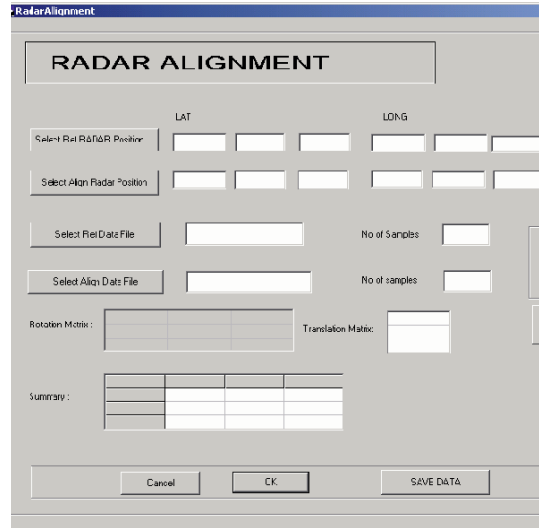 RadarAlignment
RADAR ALIGNMENT
LAT LONG
Select Ref RADAR Position
Select Align Radar Position
Select Ref Data File No of Samples
Select Align Data File No of samples
Rotation Matrix : Translation Matrix:
Summary :
Cancel OK SAVE DATA